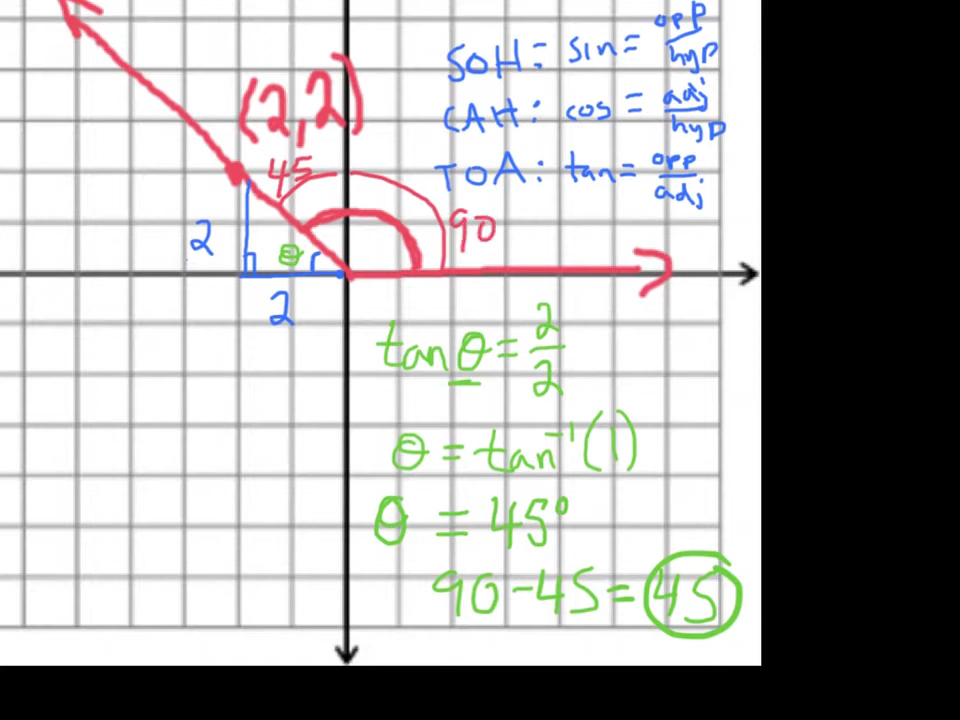 SOH: sin = opp/hyp
CAH: cos = adj/hyp
TOA: tan = opp/adj
(2,2)
45
90
2
θ
2
tan θ = 2/2
θ = tan⁻¹(1)
θ = 45°
90-45=45